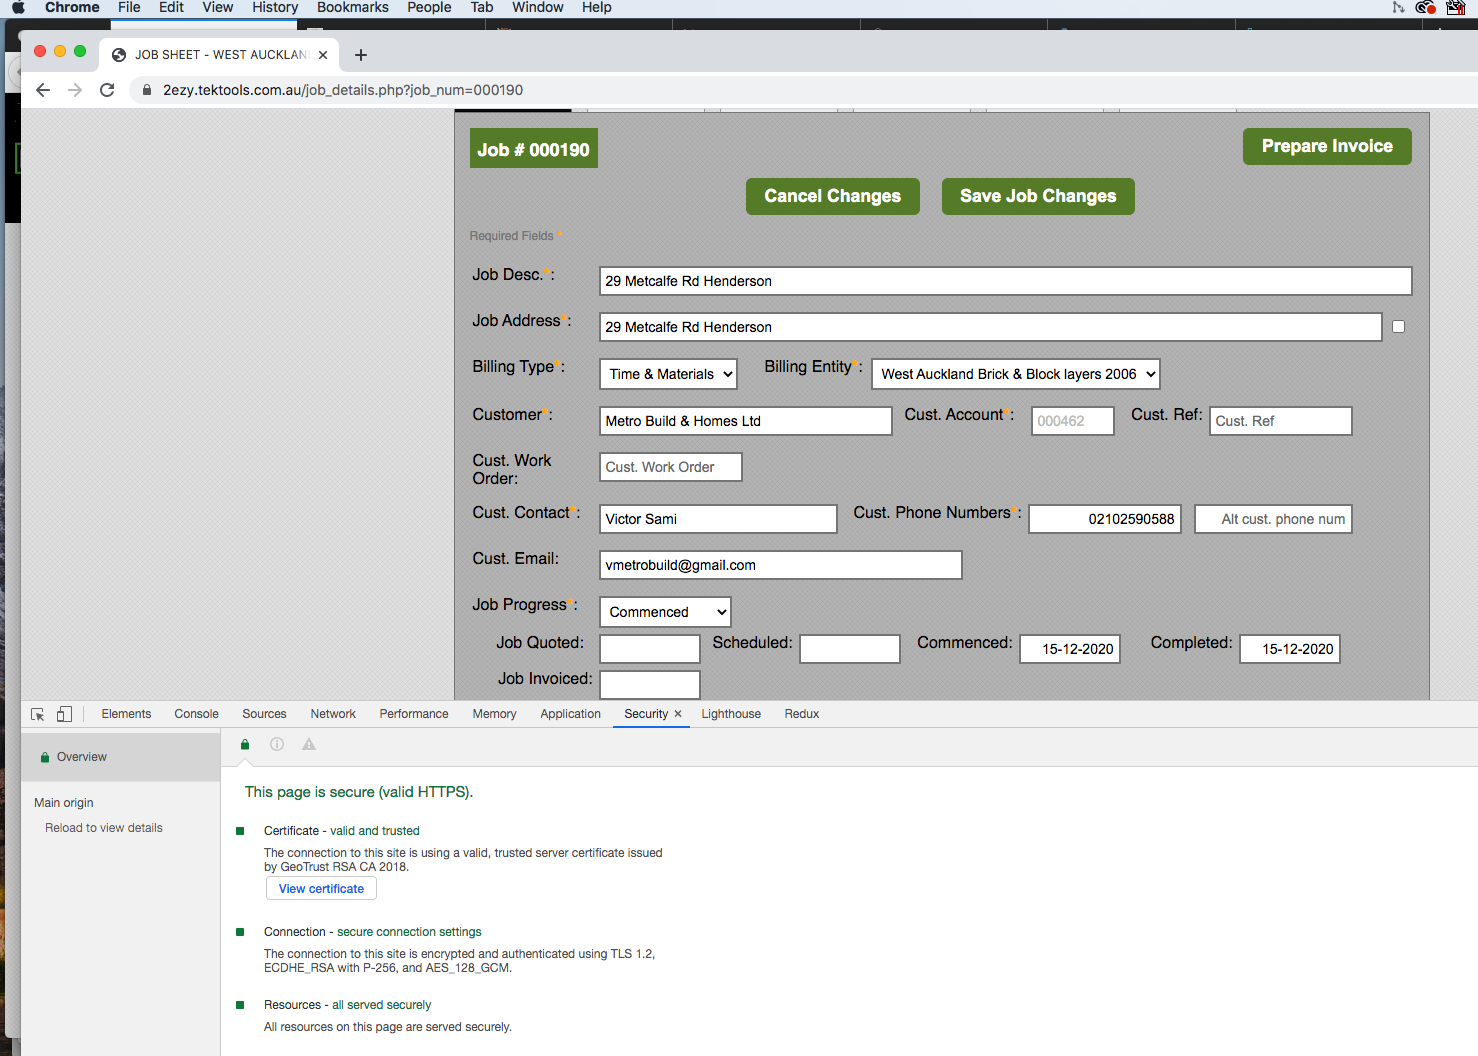 Chrome File Edit View History Bookmarks People Tab Window Help
JOB SHEET - WEST AUCKLAN
2ezy.tektools.com.au/job_details.php?job_num=000190
Job # 000190
Prepare Invoice
Cancel Changes Save Job Changes
Required Fields *
Job Desc.*: 29 Metcalfe Rd Henderson
Job Address*: 29 Metcalfe Rd Henderson
Billing Type*: Time & Materials Billing Entity*: West Auckland Brick & Block layers 2006
Customer*: Metro Build & Homes Ltd Cust. Account*: 000462 Cust. Ref: Cust. Ref
Cust. Work
Order: Cust. Work Order
Cust. Contact*: Victor Sami Cust. Phone Numbers*: 02102590588 Alt cust. phone num
Cust. Email: vmetrobuild@gmail.com
Job Progress*: Commenced
Job Quoted: Scheduled: Commenced: 15-12-2020 Completed: 15-12-2020
Job Invoiced:
Elements Console Sources Network Performance Memory Application Security × Lighthouse Redux
Overview
Main origin
Reload to view details
This page is secure (valid HTTPS).
Certificate - valid and trusted
The connection to this site is using a valid, trusted server certificate issued
by GeoTrust RSA CA 2018.
View certificate
Connection - secure connection settings
The connection to this site is encrypted and authenticated using TLS 1.2,
ECDHE_RSA with P-256, and AES_128_GCM.
Resources - all served securely
All resources on this page are served securely.